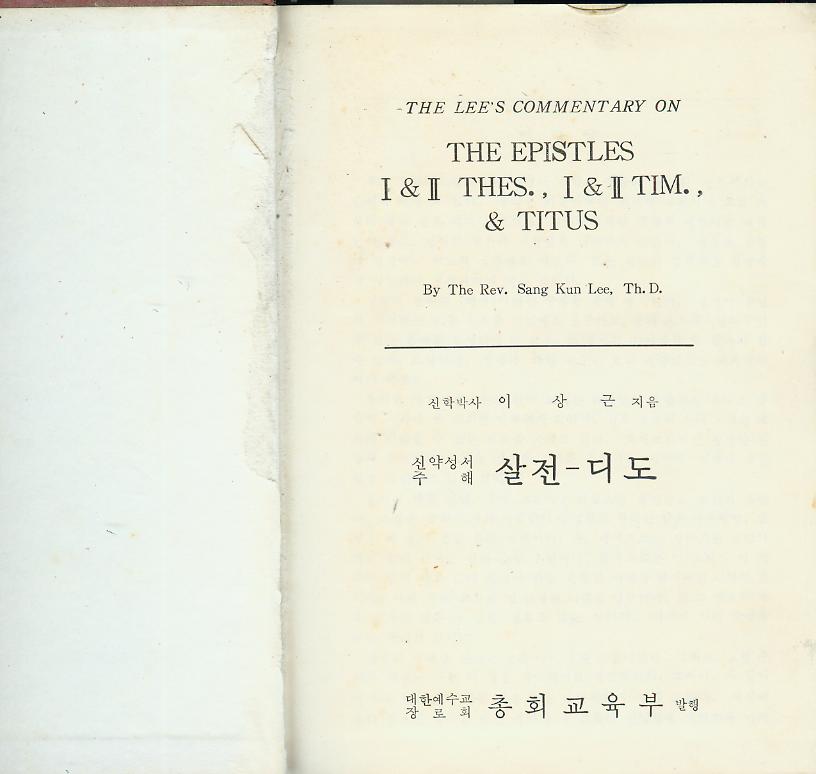 THE LEE'S COMMENTARY ON
THE EPISTLES
I & II THES., I & II TIM.,
& TITUS
By The Rev. Sang Kun Lee, Th. D.
신학박사 이 상 근 지음
신약성서
주 해 살전-디도
대한예수교
장로회 총회교육부 발행